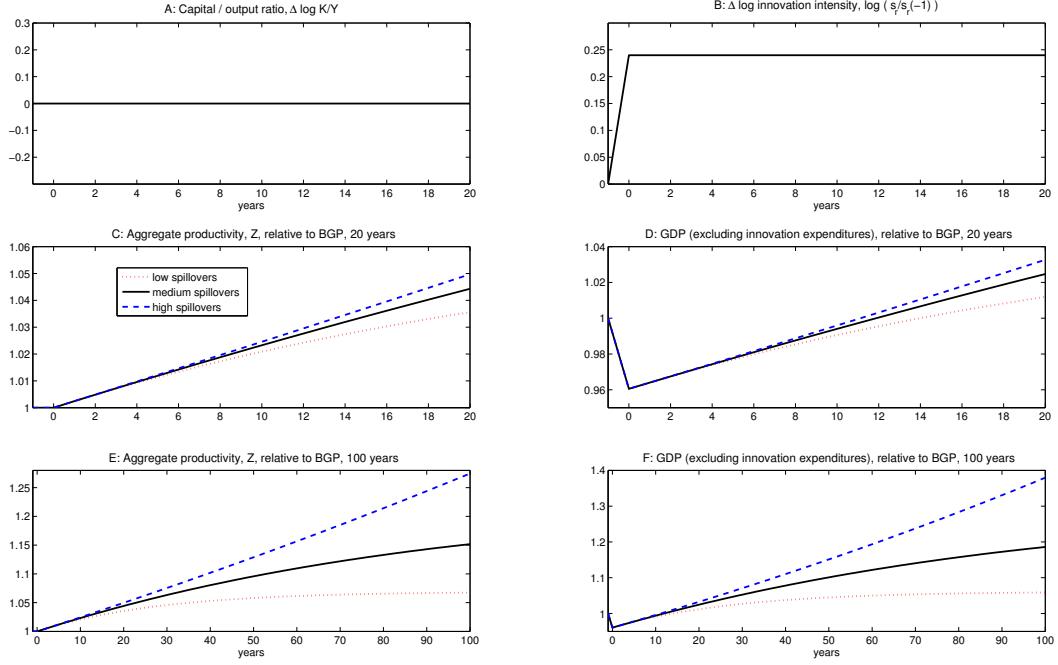 A: Capital / output ratio, Δ log K/Y
0.3
0.2
0.1
0
−0.1
−0.2
0 2 4 6 8 10 12 14 16 18 20
years
B: Δ log innovation intensity, log ( s_r/s_r(−1) )
0.25
0.2
0.15
0.1
0.05
0
0 2 4 6 8 10 12 14 16 18 20
years
C: Aggregate productivity, Z, relative to BGP, 20 years
1.06
1.05
1.04
1.03
1.02
1.01
1
low spillovers
medium spillovers
high spillovers
0 2 4 6 8 10 12 14 16 18 20
D: GDP (excluding innovation expenditures), relative to BGP, 20 years
1.04
1.02
1
0.98
0.96
0 2 4 6 8 10 12 14 16 18 20
E: Aggregate productivity, Z, relative to BGP, 100 years
1.25
1.15
1.05
1
0 10 20 30 40 50 60 70 80 90 100
years
F: GDP (excluding innovation expenditures), relative to BGP, 100 years
1.4
1.3
1.2
1.1
1
0 10 20 30 40 50 60 70 80 90 100
years